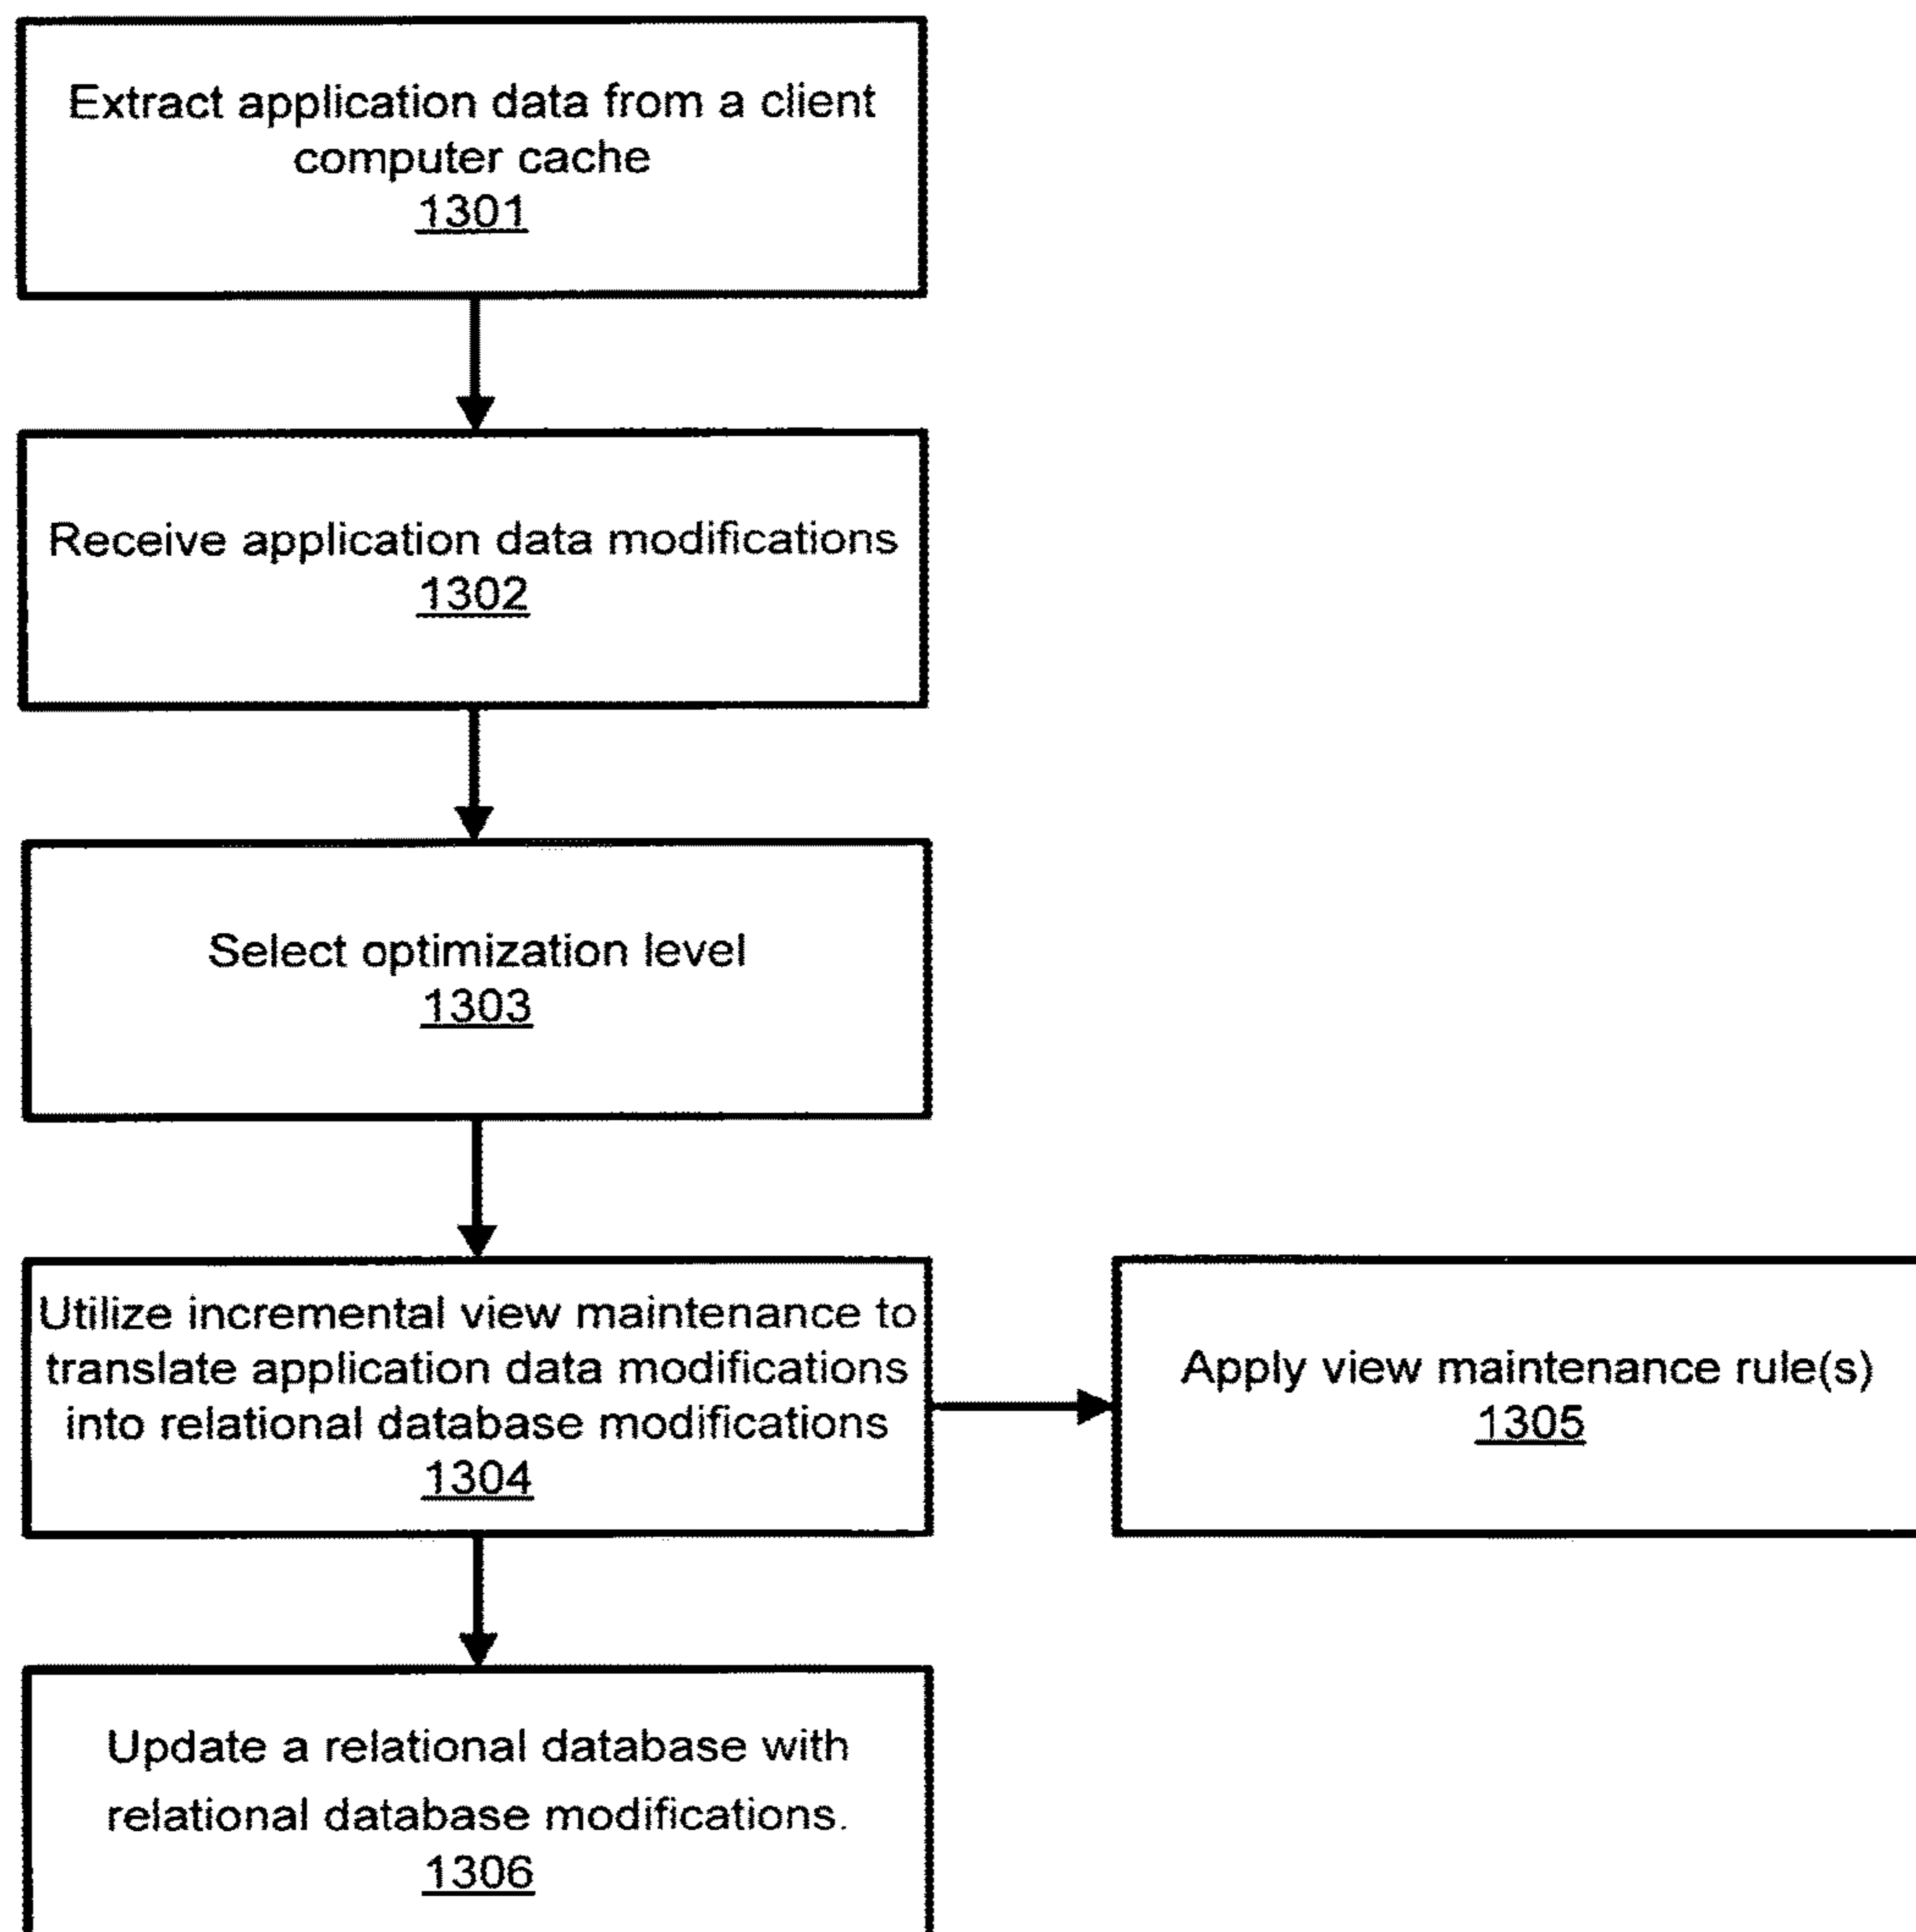 Extract application data from a client
computer cache
1301
Receive application data modifications
1302
Select optimization level
1303
Utilize incremental view maintenance to
translate application data modifications
into relational database modifications
1304
Apply view maintenance rule(s)
1305
Update a relational database with
relational database modifications.
1306